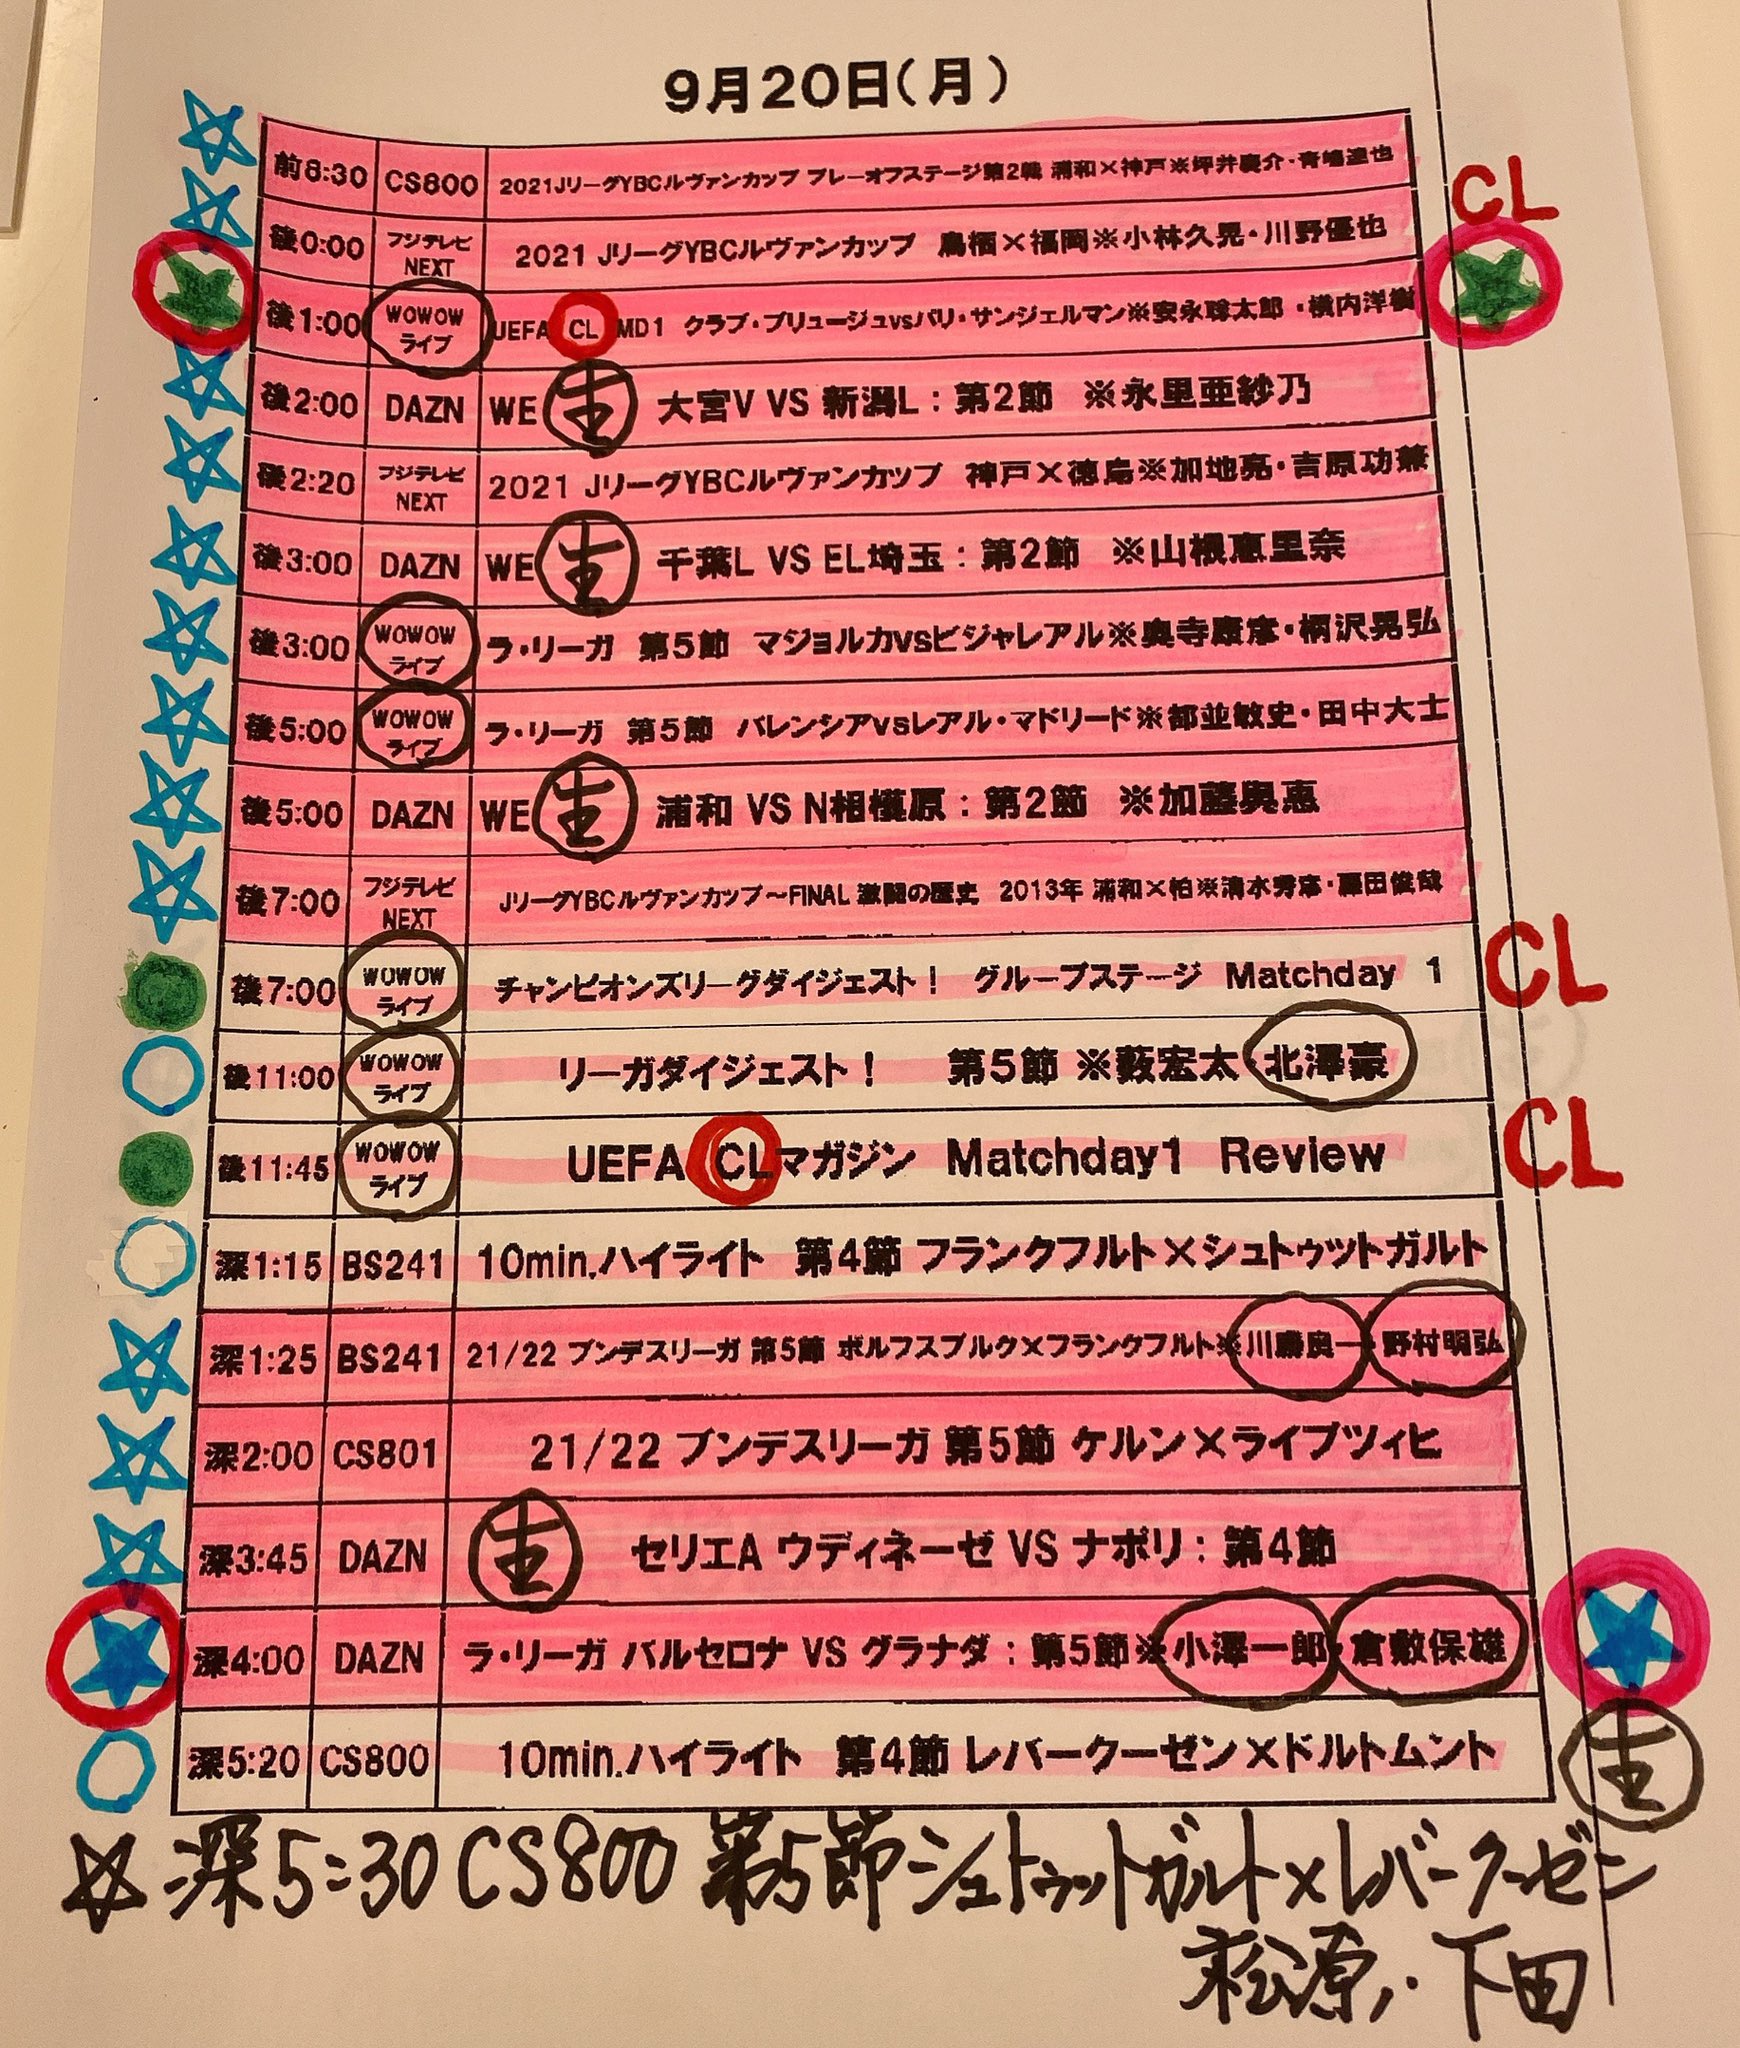 9月20日(月)
前8:30 CS800 2021JリーグYBCルヴァンカップ プレーオフステージ第2戦 浦和×神戸※坪井慶介・青嶋達也
CL
後0:00 フジテレビNEXT 2021 JリーグYBCルヴァンカップ 鳥栖×福岡※小林久晃・川野優也
後1:00 WOWOWライブ UEFA CL MD1 クラブ・ブリュージュvsパリ・サンジェルマン※安永聡太郎・横内洋樹
後2:00 DAZN WE 生 大宮V VS 新潟L:第2節 ※永里亜紗乃
後2:20 フジテレビNEXT 2021 JリーグYBCルヴァンカップ 神戸×徳島※加地亮・吉原功兼
後3:00 DAZN WE 生 千葉L VS EL埼玉:第2節 ※山根恵里奈
後3:00 WOWOWライブ ラ・リーガ 第5節 マジョルカvsビジャレアル※奥寺康彦・柄沢晃弘
後5:00 WOWOWライブ ラ・リーガ 第5節 バレンシアvsレアル・マドリード※都並敏史・田中大士
後5:00 DAZN WE 生 浦和 VS N相模原:第2節 ※加藤與恵
後7:00 フジテレビNEXT JリーグYBCルヴァンカップ〜FINAL 激闘の歴史 2013年 浦和×柏※清水秀彦・原田俊哉
後7:00 WOWOWライブ チャンピオンズリーグダイジェスト! グループステージ Matchday 1 CL
後11:00 WOWOWライブ リーガダイジェスト! 第5節 ※薮宏太・北澤豪
後11:45 WOWOWライブ UEFA CLマガジン Matchday1 Review CL
深1:15 BS241 10min.ハイライト 第4節 フランクフルト×シュトゥットガルト
深1:25 BS241 21/22 ブンデスリーガ 第5節 ボルフスブルク×フランクフルト※川勝良一・野村明弘
深2:00 CS801 21/22 ブンデスリーガ 第5節 ケルン×ライプツィヒ
深3:45 DAZN 生 セリエA ウディネーゼ VS ナポリ:第4節
深4:00 DAZN ラ・リーガ バルセロナ VS グラナダ:第5節※小澤一郎・倉敷保雄
深5:20 CS800 10min.ハイライト 第4節 レバークーゼン×ドルトムント 生
☆深5:30 CS800 第5節シュトゥットガルト×レバークーゼン
松原・下田